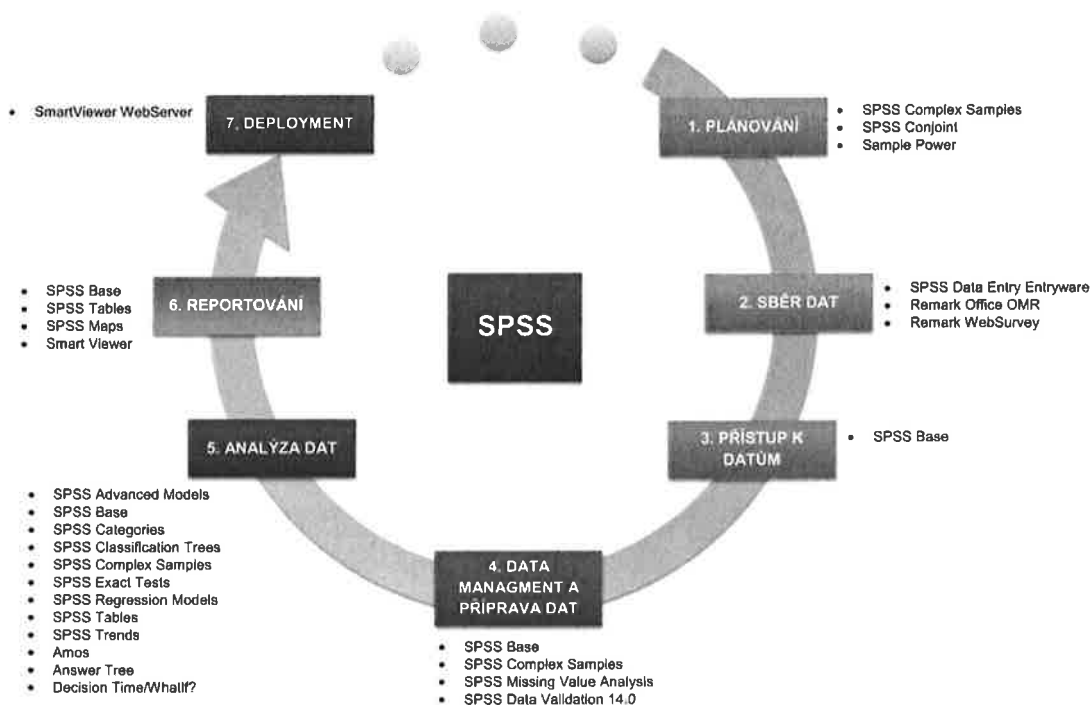 1. PLÁNOVÁNÍ
• SPSS Complex Samples
• SPSS Conjoint
• Sample Power
2. SBĚR DAT
• SPSS Data Entry Entryware
• Remark Office OMR
• Remark WebSurvey
3. PŘÍSTUP K
DATŮM
• SPSS Base
4. DATA
MANAGMENT A
PŘÍPRAVA DAT
• SPSS Base
• SPSS Complex Samples
• SPSS Missing Value Analysis
• SPSS Data Validation 14.0
5. ANALÝZA DAT
• SPSS Advanced Models
• SPSS Base
• SPSS Categories
• SPSS Classification Trees
• SPSS Complex Samples
• SPSS Exact Tests
• SPSS Regression Models
• SPSS Tables
• SPSS Trends
• Amos
• Answer Tree
• Decision Time/WhatIf?
6. REPORTOVÁNÍ
• SPSS Base
• SPSS Tables
• SPSS Maps
• Smart Viewer
7. DEPLOYMENT
• SmartViewer WebServer
SPSS